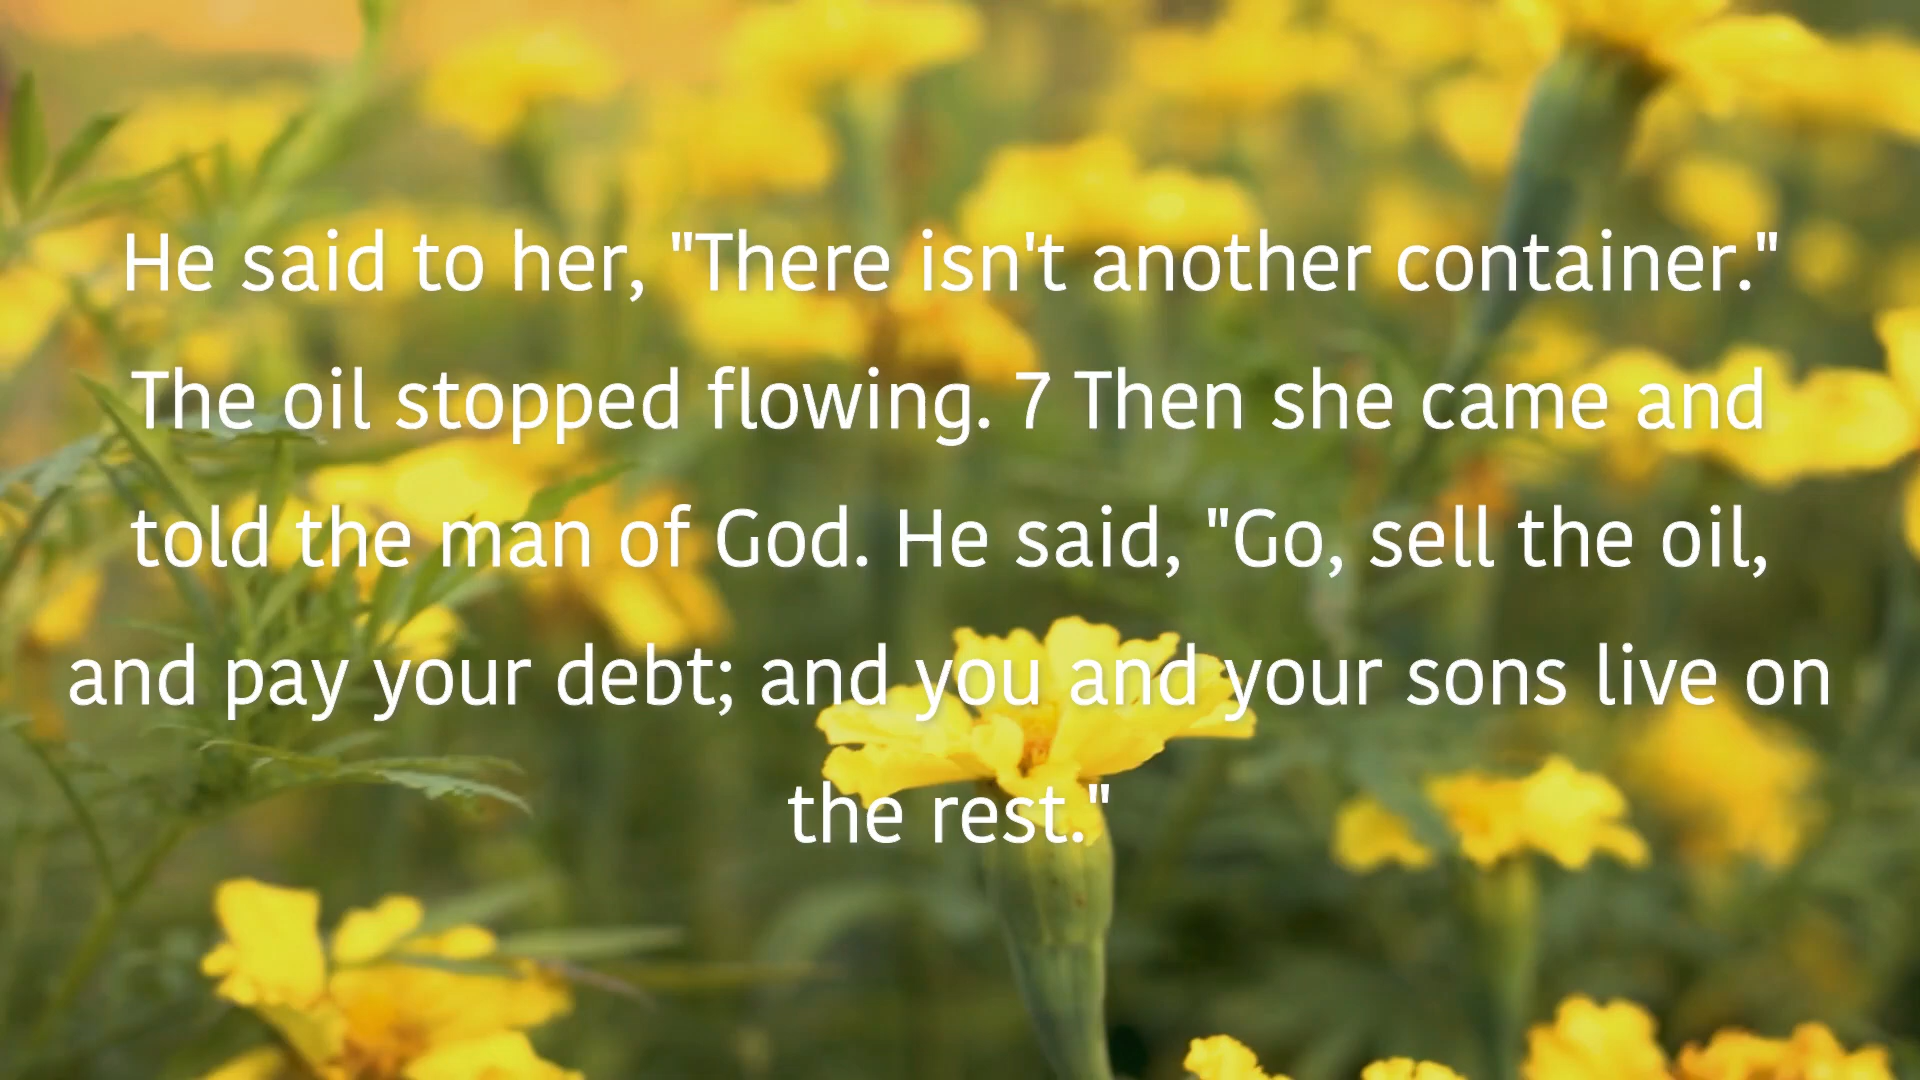 He said to her, "There isn't another container."
The oil stopped flowing. 7 Then she came and
told the man of God. He said, "Go, sell the oil,
and pay your debt; and you and your sons live on
the rest."